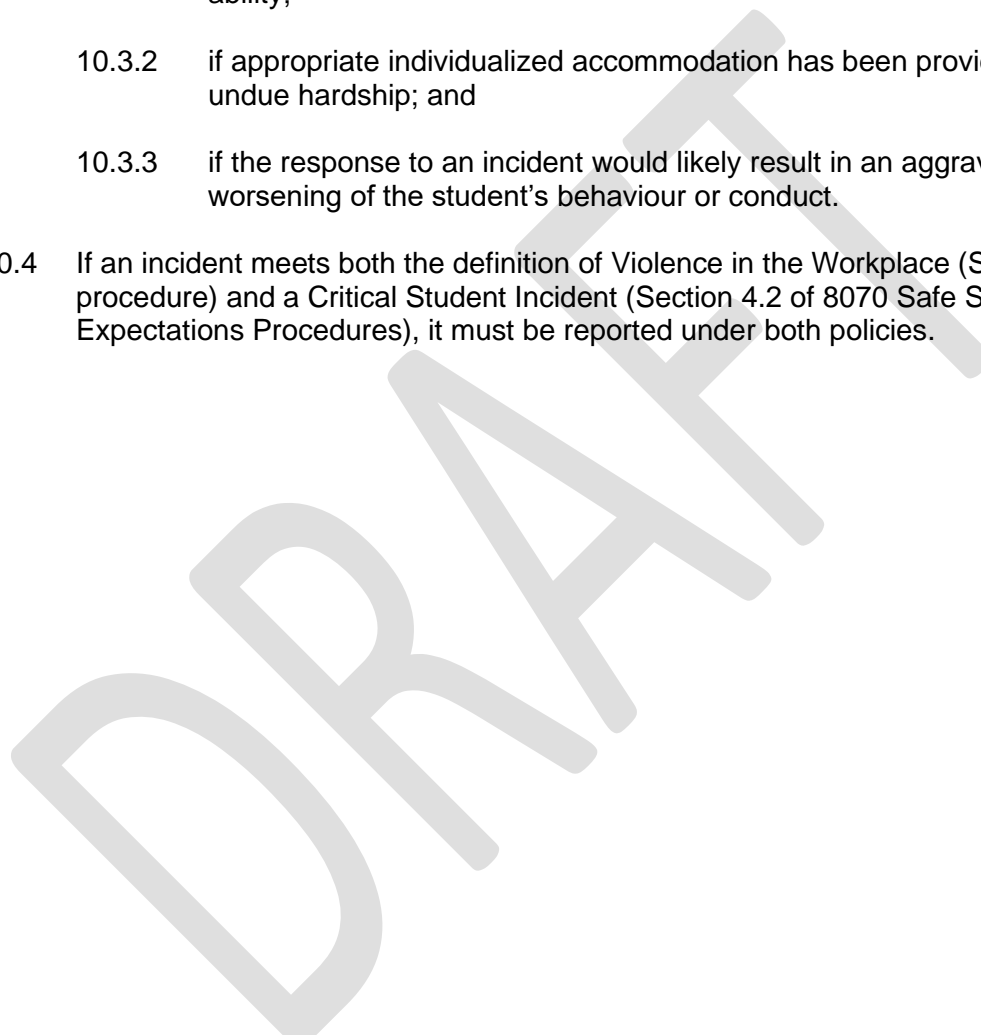 10.3.2 if appropriate individualized accommodation has been
undue hardship; and
10.3.3 if the response to an incident would likely result in an
worsening of the student’s behaviour or conduct.
0.4 If an incident meets both the definition of Violence in the Workplace (S
procedure) and a Critical Student Incident (Section 4.2 of 8070 Safe S
Expectations Procedures), it must be reported under both policies.
DRAFT